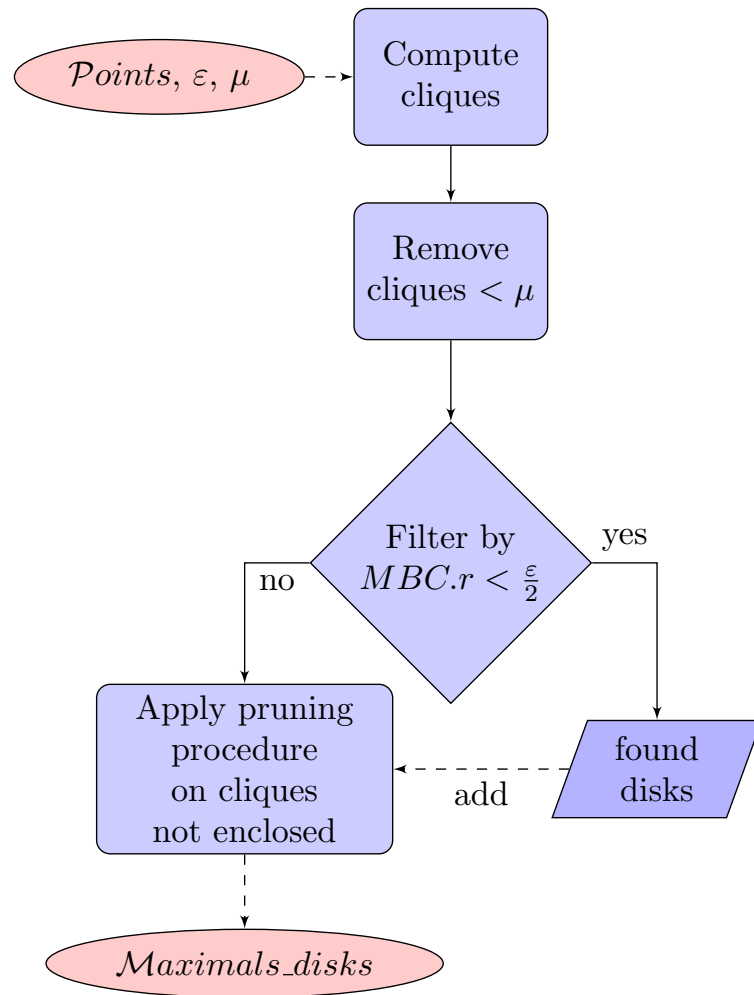 𝒫oints, ε, μ
Compute
cliques
Remove
cliques < μ
Filter by
MBC.r < ε/2
yes
no
Apply pruning
procedure
on cliques
not enclosed
found
disks
add
ℳaximals_disks